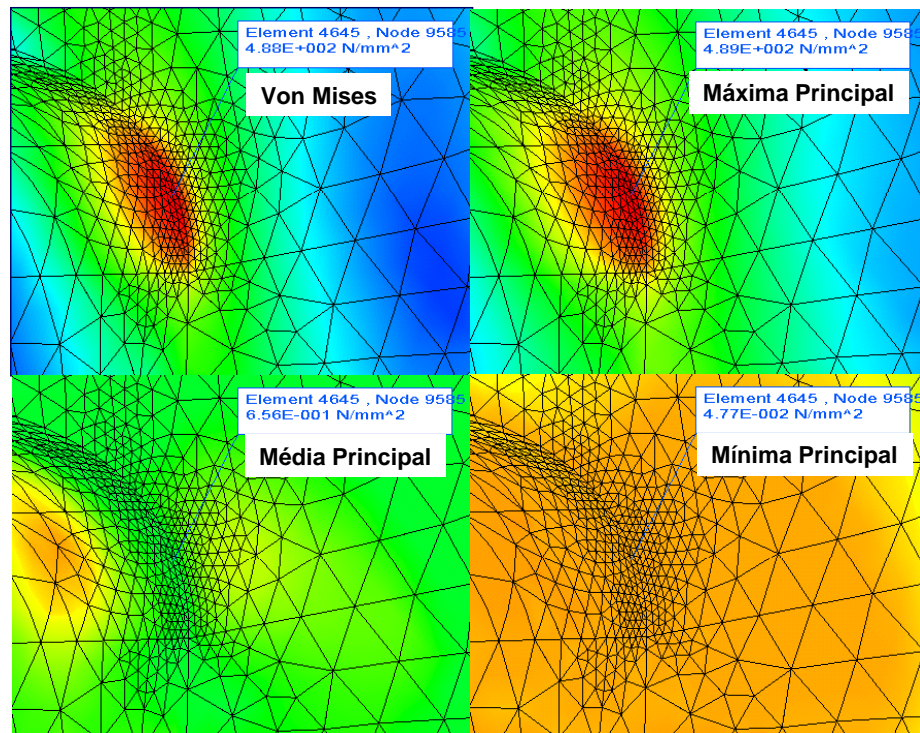 Element 4645 , Node 9585
4.88E+002 N/mm^2
Von Mises
Element 4645 , Node 9585
4.89E+002 N/mm^2
Máxima Principal
Element 4645 , Node 9585
6.56E-001 N/mm^2
Média Principal
Element 4645 , Node 9585
4.77E-002 N/mm^2
Mínima Principal